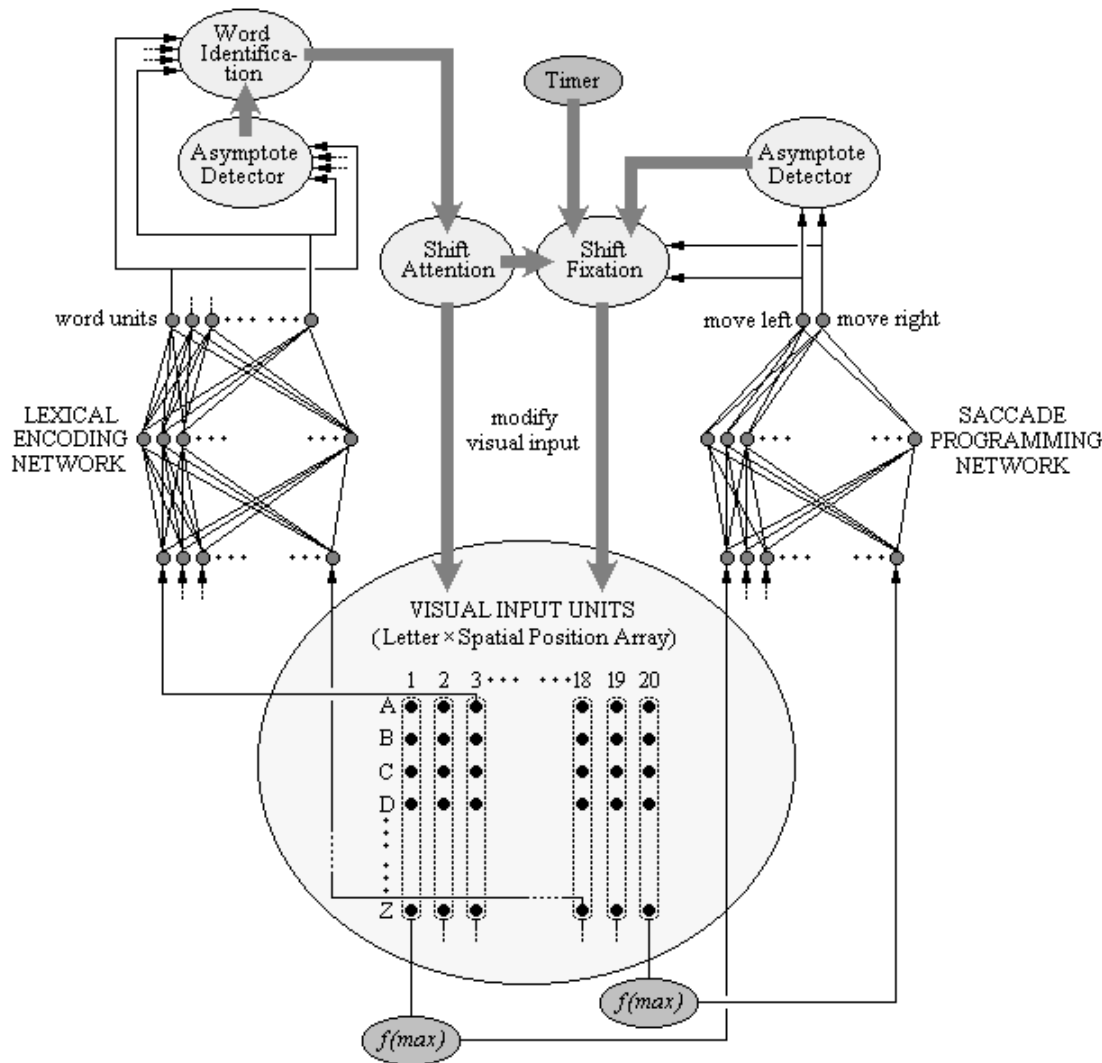 Word
Identifica-
tion
Timer
Asymptote
Detector
Asymptote
Detector
Shift
Attention
Shift
Fixation
word units
move left
move right
LEXICAL
ENCODING
NETWORK
modify
visual input
SACCADE
PROGRAMMING
NETWORK
VISUAL INPUT UNITS
(Letter × Spatial Position Array)
1 2 3 18 19 20
A
B
C
D
Z
f(max)
f(max)